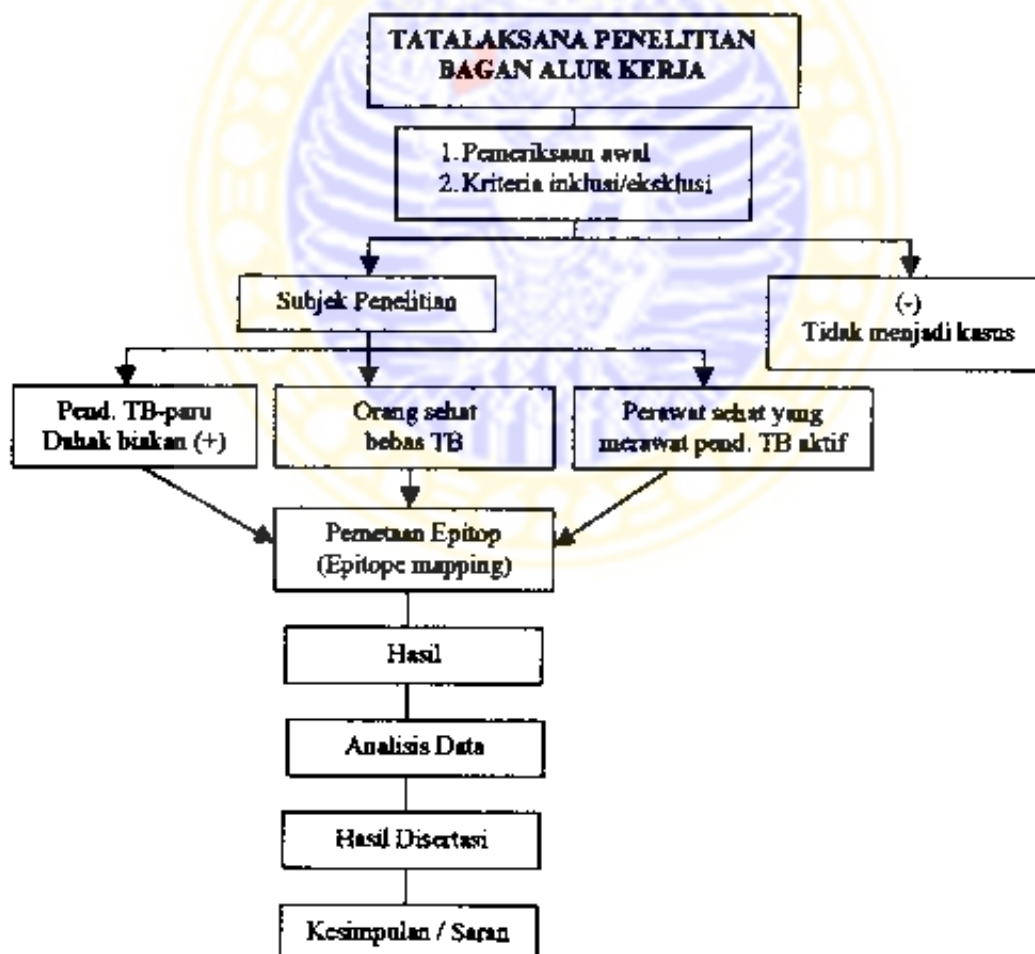 TATALAKSANA PENELITIAN
BAGAN ALUR KERJA
1. Pemeriksaan awal
2. Kriteria inklusi/eksklusi
Subjek Penelitian
(-)
Tidak menjadi kasus
Pend. TB-paru
Dahak biakan (+)
Orang sehat
bebas TB
Perawat sehat yang
merawat pend. TB aktif
Pemetaan Epitop
(Epitope mapping)
Hasil
Analisis Data
Hasil Disertasi
Kesimpulan / Saran